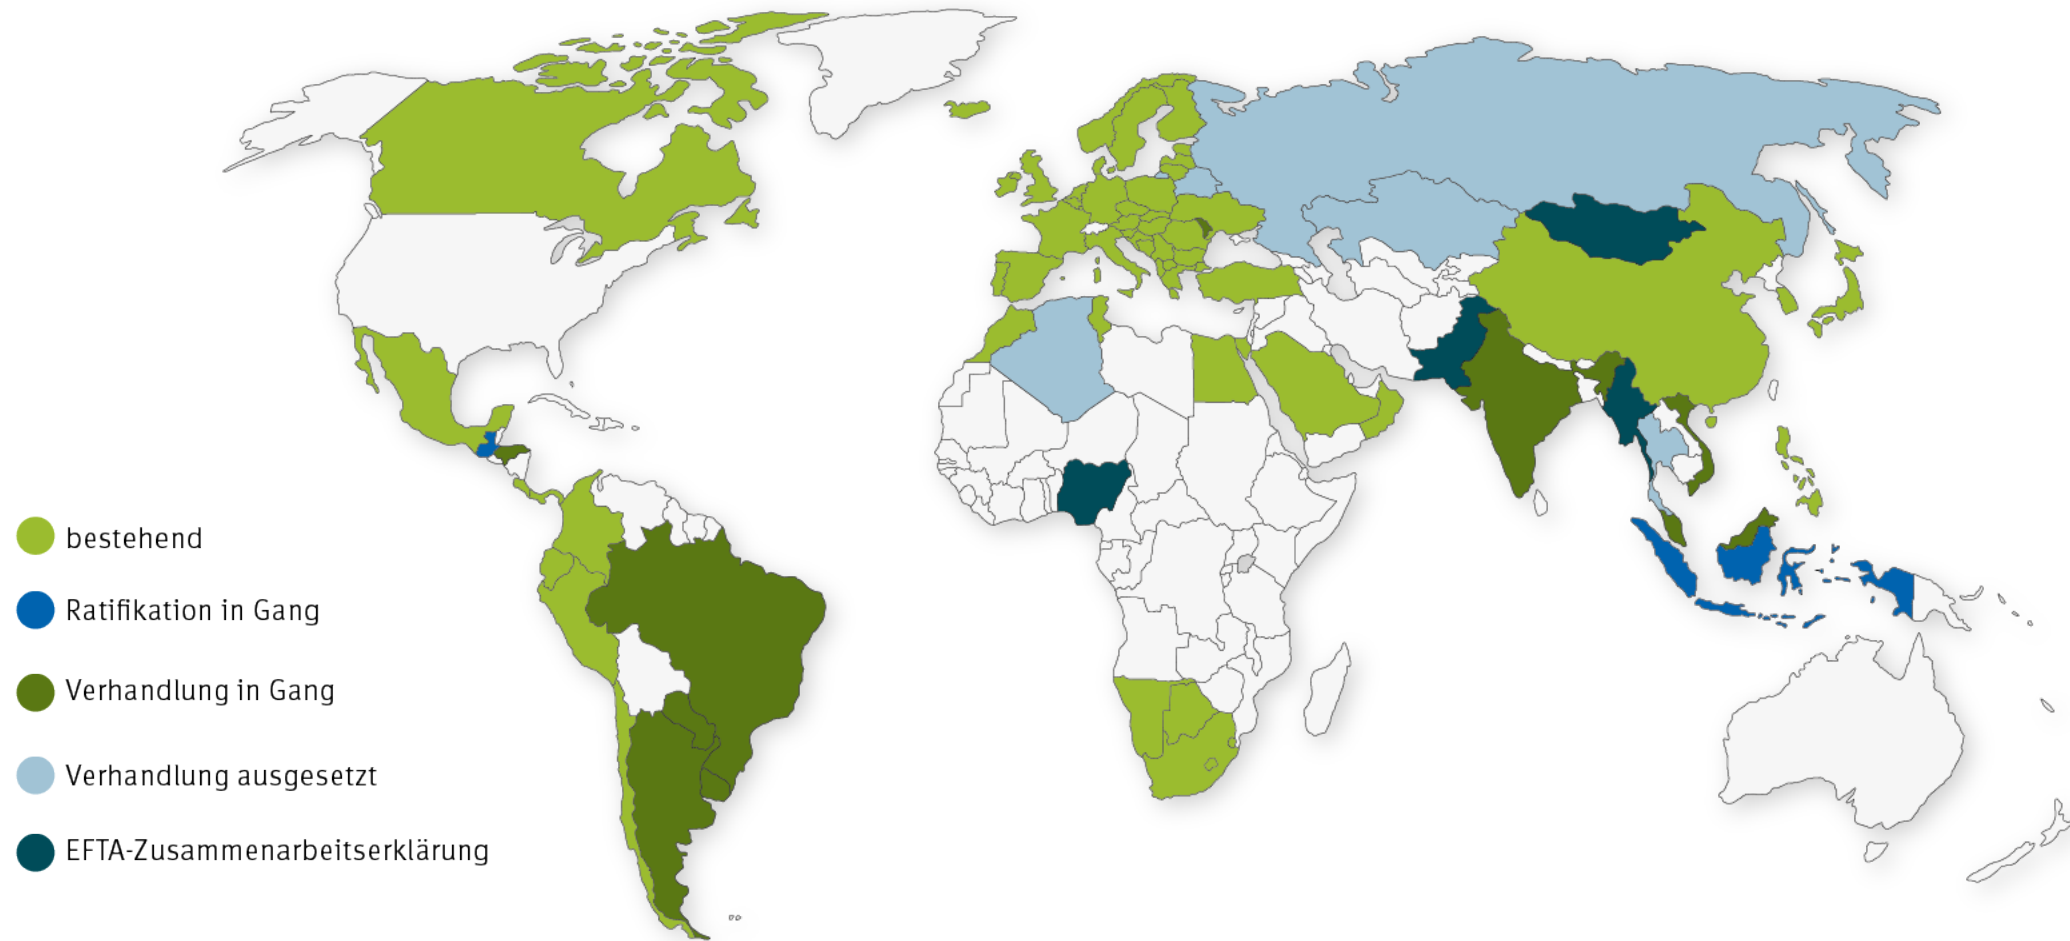 bestehend
Ratifikation in Gang
Verhandlung in Gang
Verhandlung ausgesetzt
EFTA-Zusammenarbeitserklärung